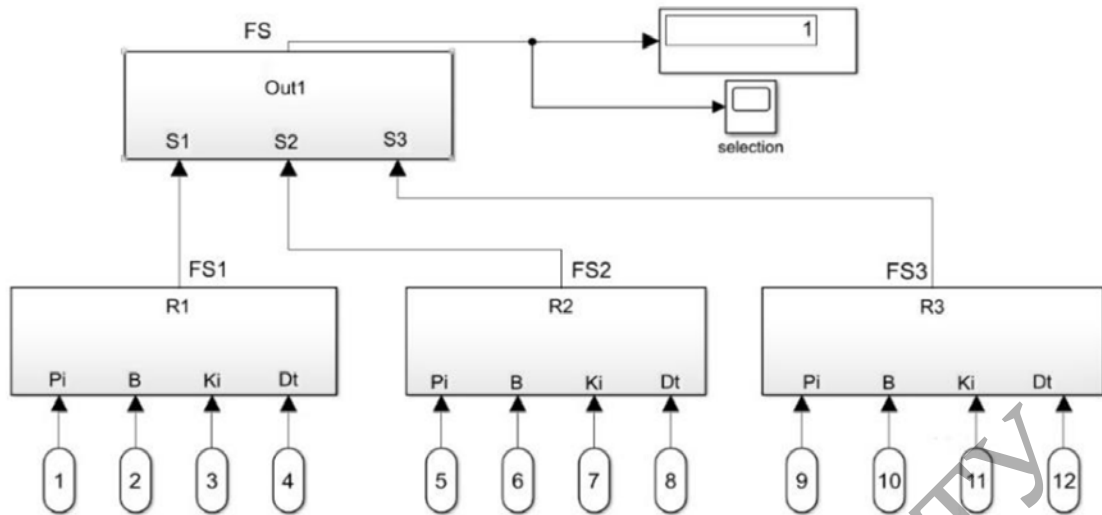 FS
1
Out1
S1 S2 S3
selection
FS1 FS2 FS3
R1 R2 R3
Pi B Ki Dt Pi B Ki Dt Pi B Ki Dt
1 2 3 4 5 6 7 8 9 10 11 12
TY